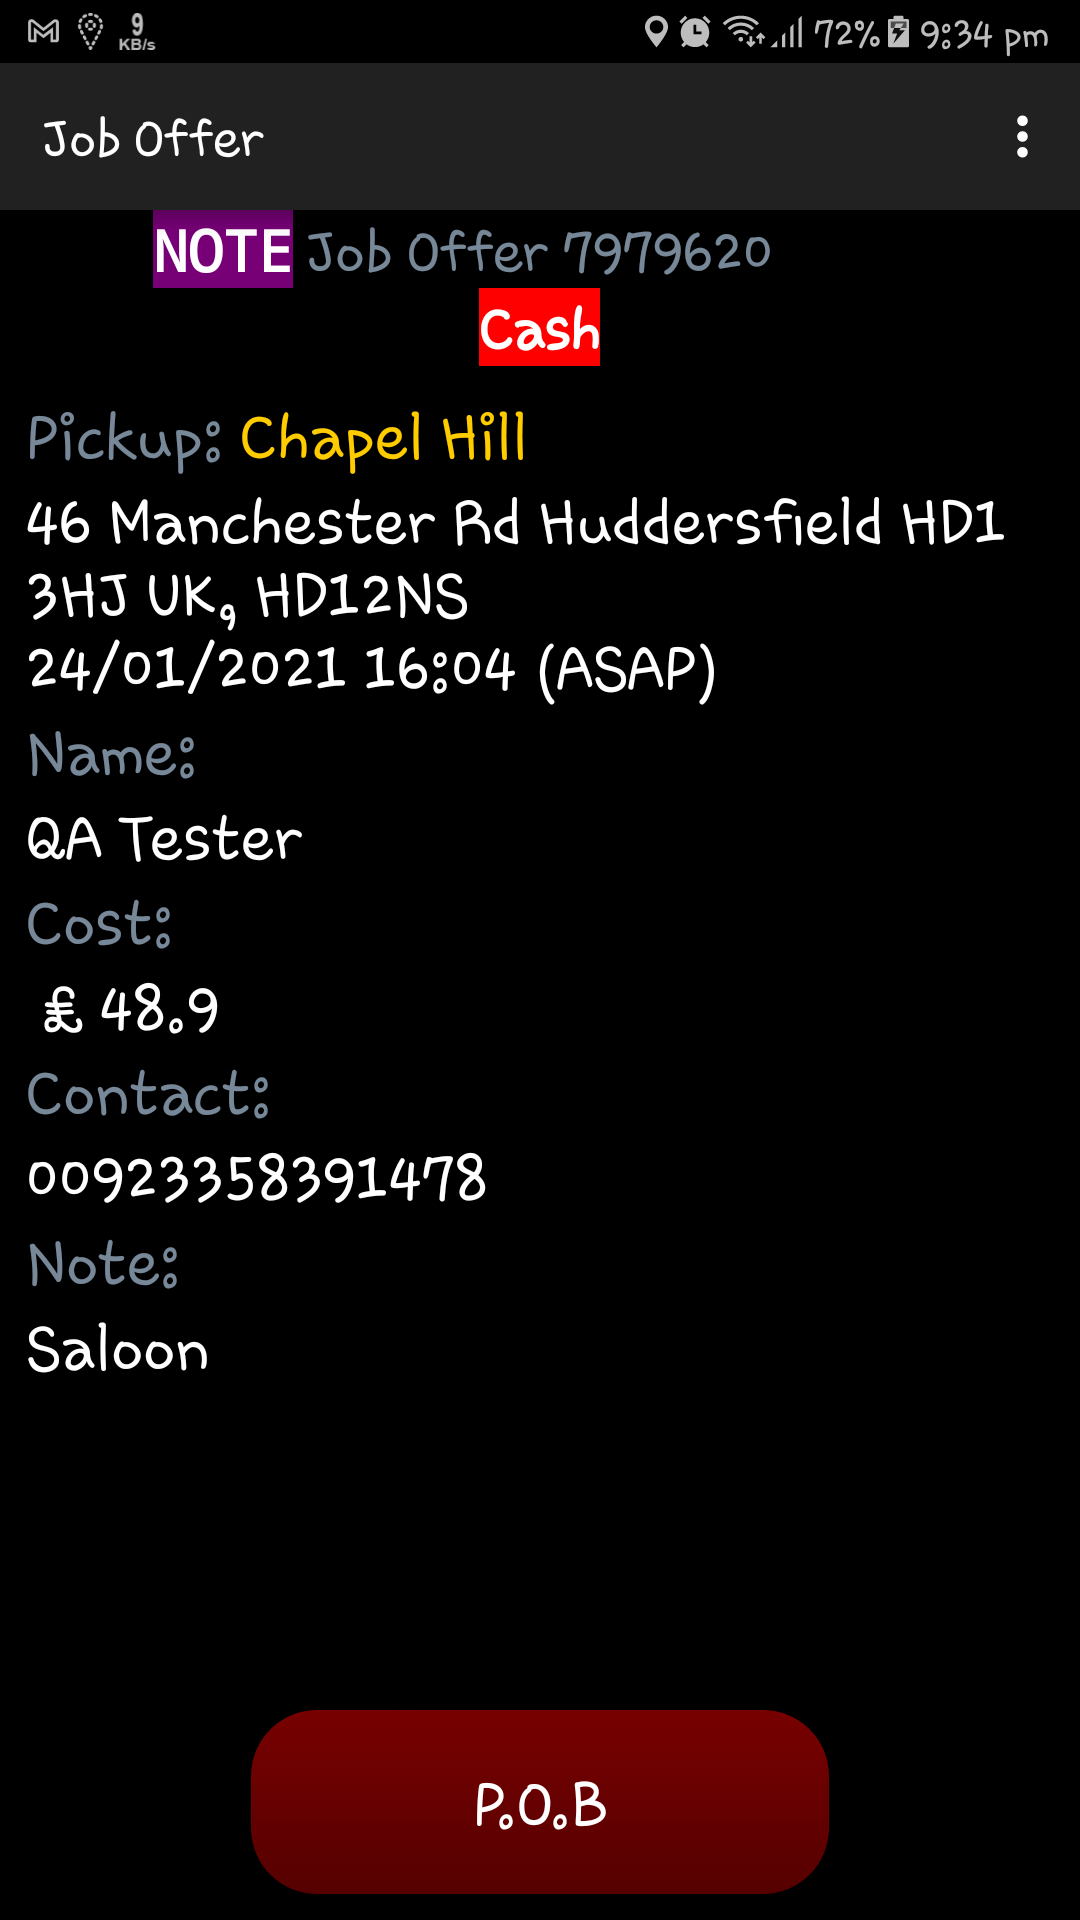 9
KB/s
72%
9:34 pm
Job Offer
NOTE Job Offer 7979620
Cash
Pickup: Chapel Hill
46 Manchester Rd Huddersfield HD1
3HJ UK, HD12NS
24/01/2021 16:04 (ASAP)
Name:
QA Tester
Cost:
£ 48.9
Contact:
00923358391478
Note:
Saloon
P.O.B